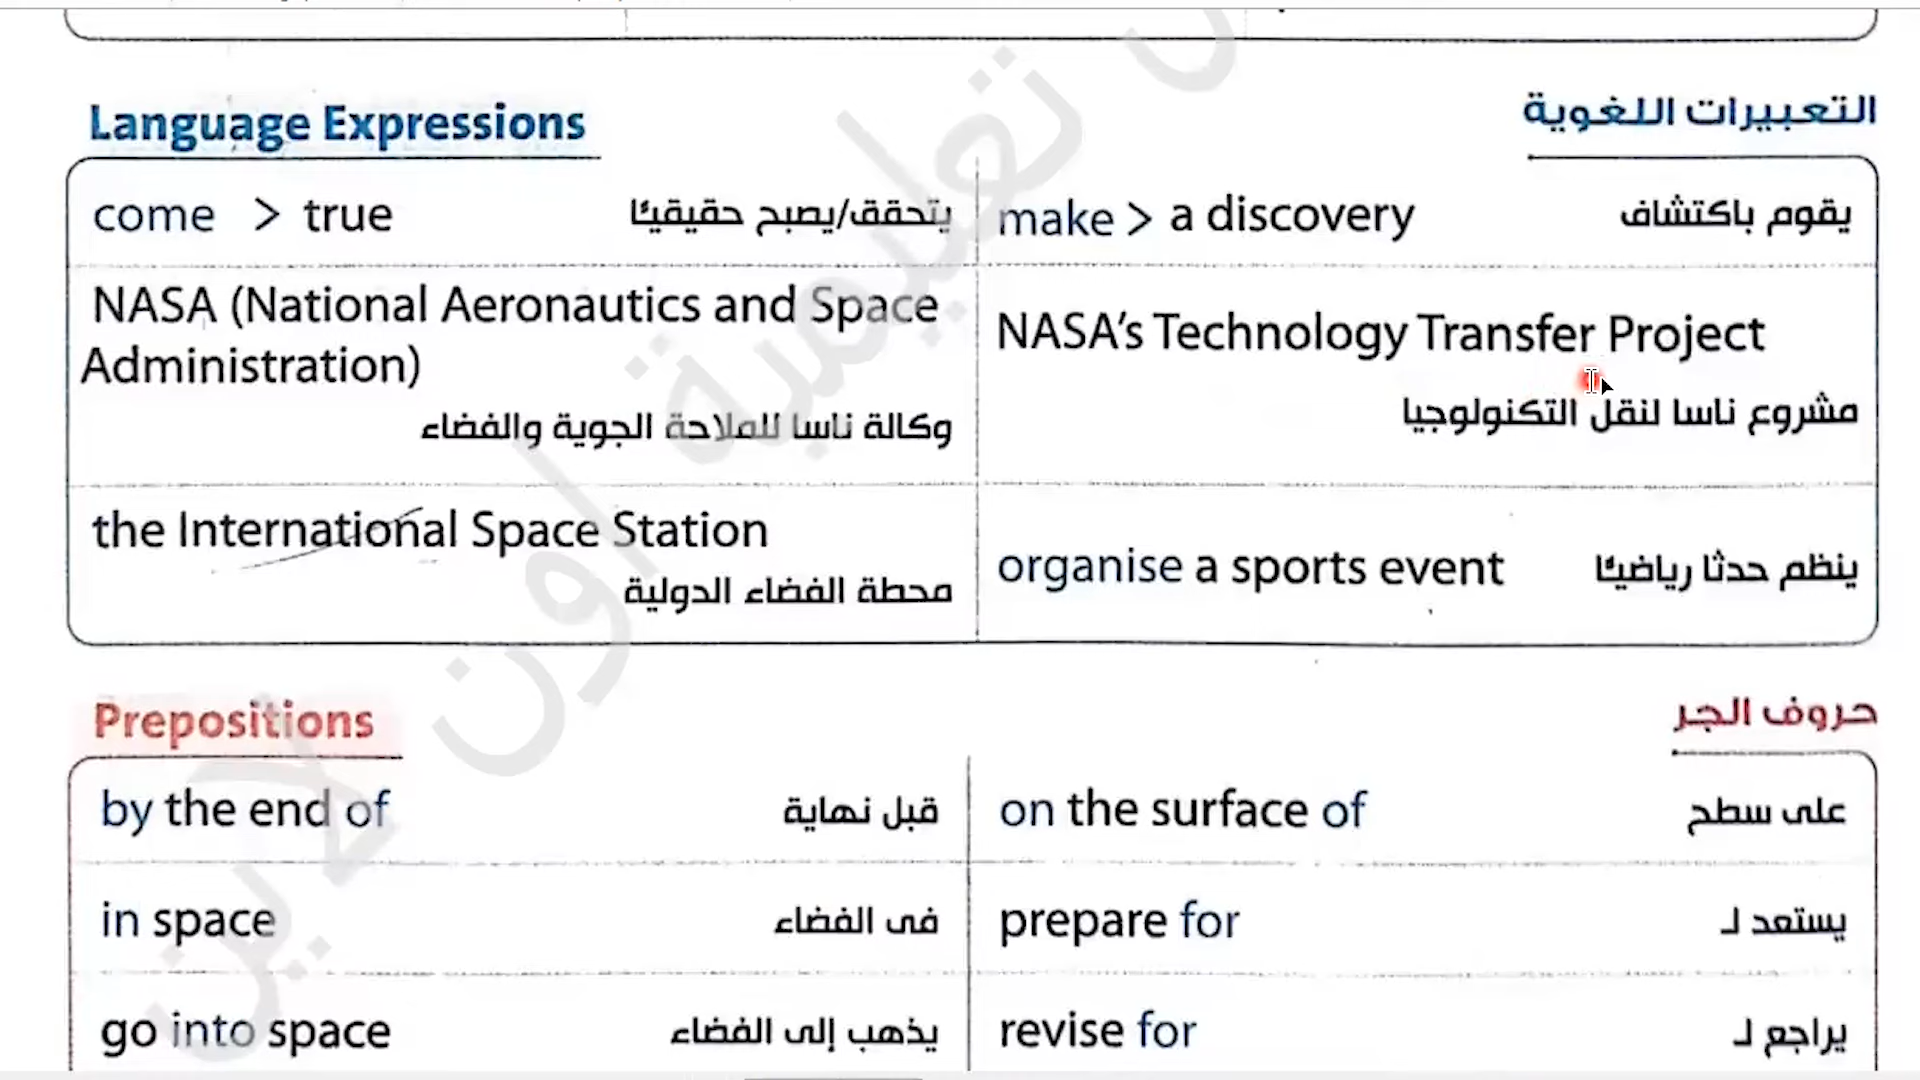 Language Expressions
التعبيرات اللغوية
come > true
يتحقق/يصبح حقيقيًا
make > a discovery
يقوم باكتشاف
NASA (National Aeronautics and Space
Administration)
وكالة ناسا للملاحة الجوية والفضاء
NASA's Technology Transfer Project
مشروع ناسا لنقل التكنولوجيا
the International Space Station
محطة الفضاء الدولية
organise a sports event
ينظم حدثا رياضيًا
Prepositions
حروف الجر
by the end of
قبل نهاية
on the surface of
على سطح
in space
فى الفضاء
prepare for
يستعد لـ
go into space
يذهب إلى الفضاء
revise for
يراجع لـ
تعليمية اون لاين